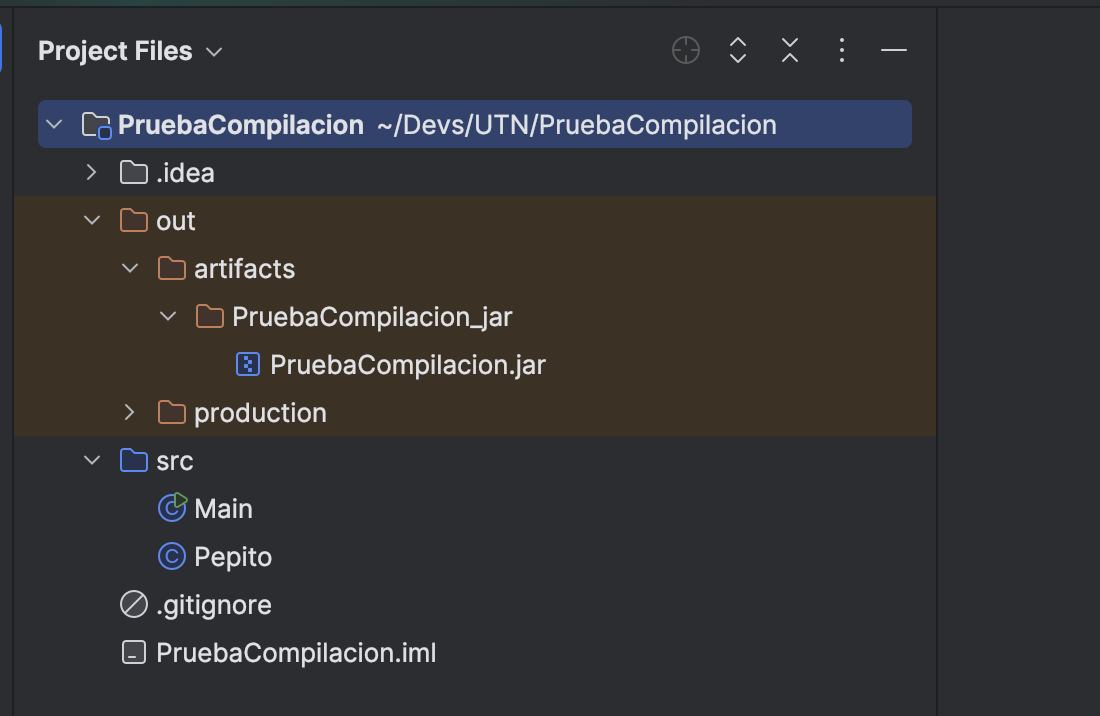 Project Files
PruebaCompilacion ~/Devs/UTN/PruebaCompilacion
.idea
out
artifacts
PruebaCompilacion_jar
PruebaCompilacion.jar
production
src
Main
Pepito
.gitignore
PruebaCompilacion.iml